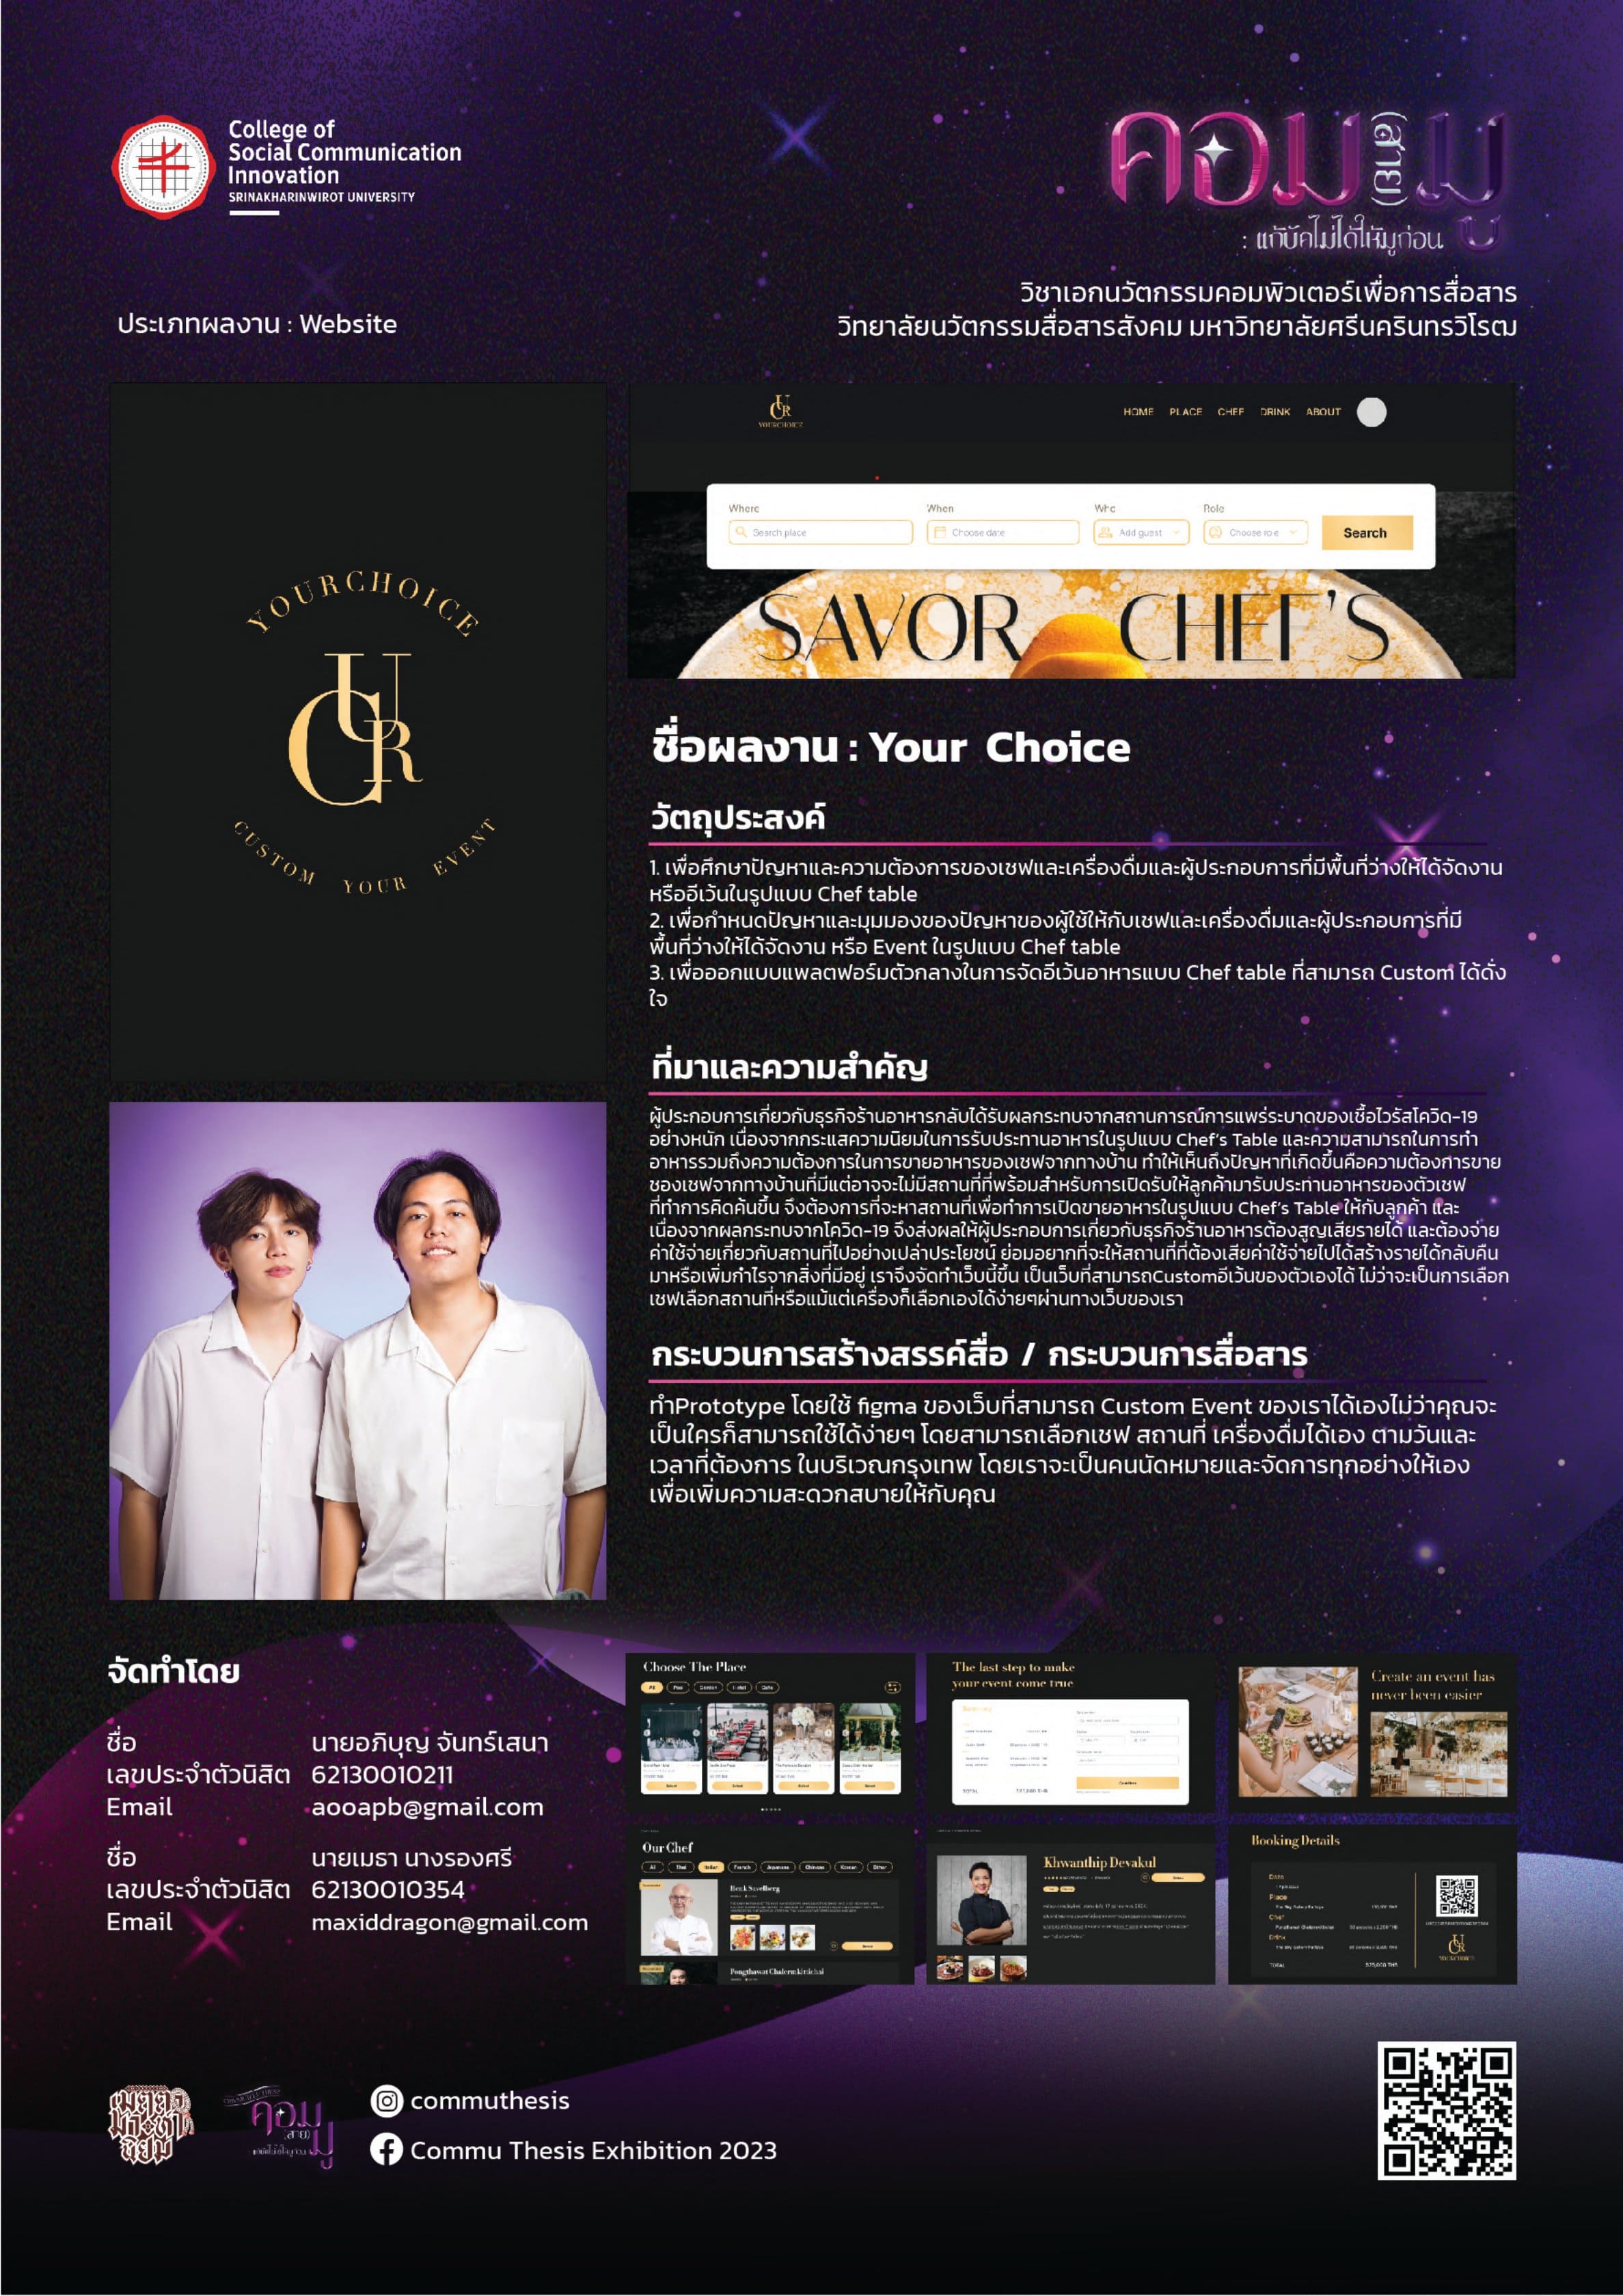 College of
Social Communication
Innovation
SRINAKHARINWIROT UNIVERSITY
คอม(สาย)มู
: แก้บัคไม่ได้ให้มูก่อน
วิชาเอกนวัตกรรมคอมพิวเตอร์เพื่อการสื่อสาร
วิทยาลัยนวัตกรรมสื่อสารสังคม มหาวิทยาลัยศรีนครินทรวิโรฒ
ประเภทผลงาน : Website
YOURCHOICE
UCR
CUSTOM YOUR EVENT
YOURCHOICE
HOME PLACE CHEF DRINK ABOUT
Where When Who Role
Search place Choose date Add guest Choose role Search
SAVOR CHEF'S
ชื่อผลงาน : Your Choice
วัตถุประสงค์
1. เพื่อศึกษาปัญหาและความต้องการของเชฟและเครื่องดื่มและผู้ประกอบการที่มีพื้นที่ว่างให้ได้จัดงาน
หรืออีเว้นในรูปแบบ Chef table
2. เพื่อกำหนดปัญหาและมุมมองของปัญหาของผู้ใช้ให้กับเชฟและเครื่องดื่มและผู้ประกอบการที่มี
พื้นที่ว่างให้ได้จัดงาน หรือ Event ในรูปแบบ Chef table
3. เพื่อออกแบบแพลตฟอร์มตัวกลางในการจัดอีเว้นอาหารแบบ Chef table ที่สามารถ Custom ได้ดั่ง
ใจ
ที่มาและความสำคัญ
ผู้ประกอบการเกี่ยวกับธุรกิจร้านอาหารกลับได้รับผลกระทบจากสถานการณ์การแพร่ระบาดของเชื้อไวรัสโควิด-19
อย่างหนัก เนื่องจากกระแสความนิยมในการรับประทานอาหารในรูปแบบ Chef's Table และความสามารถในการทำ
อาหารรวมถึงความต้องการในการขายอาหารของเชฟจากทางบ้าน ทำให้เห็นถึงปัญหาที่เกิดขึ้นคือความต้องการขาย
ของเชฟจากทางบ้านที่มีแต่อาจจะไม่มีสถานที่ที่พร้อมสำหรับการเปิดรับให้ลูกค้ามารับประทานอาหารของตัวเชฟ
ที่ทำการคิดค้นขึ้น จึงต้องการที่จะหาสถานที่เพื่อทำการเปิดขายอาหารในรูปแบบ Chef's Table ให้กับลูกค้า และ
เนื่องจากผลกระทบจากโควิด-19 จึงส่งผลให้ผู้ประกอบการเกี่ยวกับธุรกิจร้านอาหารต้องสูญเสียรายได้ และต้องจ่าย
ค่าใช้จ่ายเกี่ยวกับสถานที่ไปอย่างเปล่าประโยชน์ ย่อมอยากที่จะให้สถานที่ที่ต้องเสียค่าใช้จ่ายไปได้สร้างรายได้กลับคืน
มาหรือเพิ่มกำไรจากสิ่งที่มีอยู่ เราจึงจัดทำเว็บนี้ขึ้น เป็นเว็บที่สามารถCustomอีเว้นของตัวเองได้ ไม่ว่าจะเป็นการเลือก
เชฟเลือกสถานที่หรือแม้แต่เครื่องก็เลือกเองได้ง่ายๆผ่านทางเว็บของเรา
กระบวนการสร้างสรรค์สื่อ / กระบวนการสื่อสาร
ทำPrototype โดยใช้ figma ของเว็บที่สามารถ Custom Event ของเราได้เองไม่ว่าคุณจะ
เป็นใครก็สามารถใช้ได้ง่ายๆ โดยสามารถเลือกเชฟ สถานที่ เครื่องดื่มได้เอง ตามวันและ
เวลาที่ต้องการ ในบริเวณกรุงเทพ โดยเราจะเป็นคนนัดหมายและจัดการทุกอย่างให้เอง
เพื่อเพิ่มความสะดวกสบายให้กับคุณ
จัดทำโดย
ชื่อ นายอภิบุญ จันทร์เสนา
เลขประจำตัวนิสิต 62130010211
Email aooapb@gmail.com
ชื่อ นายเมธา นางรองศรี
เลขประจำตัวนิสิต 62130010354
Email maxiddragon@gmail.com
Choose The Place
All Pool Garden Hotel Cafe
The last step to make
your event come true
TOTAL
Create an event has
never been easier
Our Chef
All Thai Italian French Japanese Chinese Korean Other
Pongthawat Chalermkittichai
Khwanthip Devakul
Booking Details
Date
Place
Chef
Drink
TOTAL 525,000 THB
YOURCHOICE
คอม(สาย)มู
commuthesis
Commu Thesis Exhibition 2023